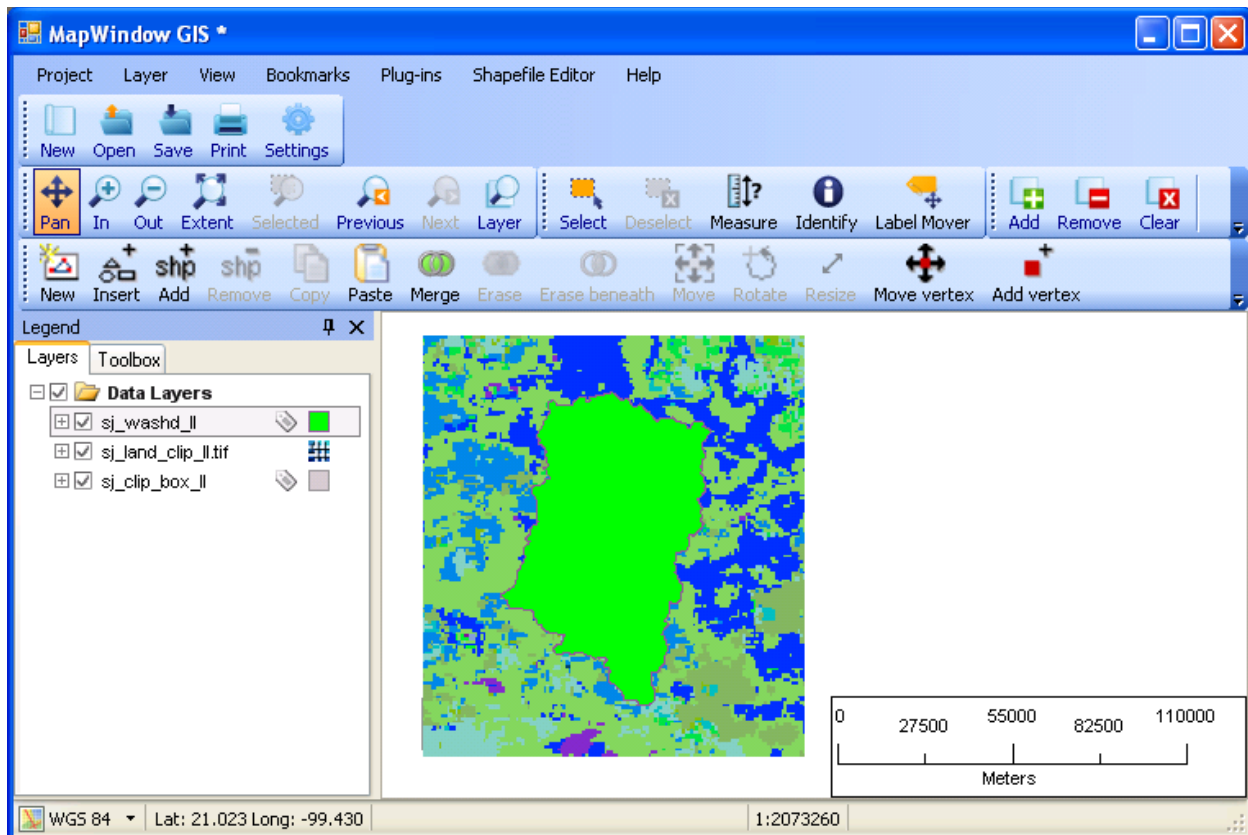 MapWindow GIS *
Project Layer View Bookmarks Plug-ins Shapefile Editor Help
New Open Save Print Settings
Pan In Out Extent Selected Previous Next Layer Select Deselect Measure Identify Label Mover Add Remove Clear
shp shp
New Insert Add Remove Copy Paste Merge Erase Erase beneath Move Rotate Resize Move vertex Add vertex
Legend
Layers Toolbox
Data Layers
sj_washd_ll
sj_land_clip_ll.tif
sj_clip_box_ll
0 27500 55000 82500 110000
Meters
WGS 84 Lat: 21.023 Long: -99.430 1:2073260